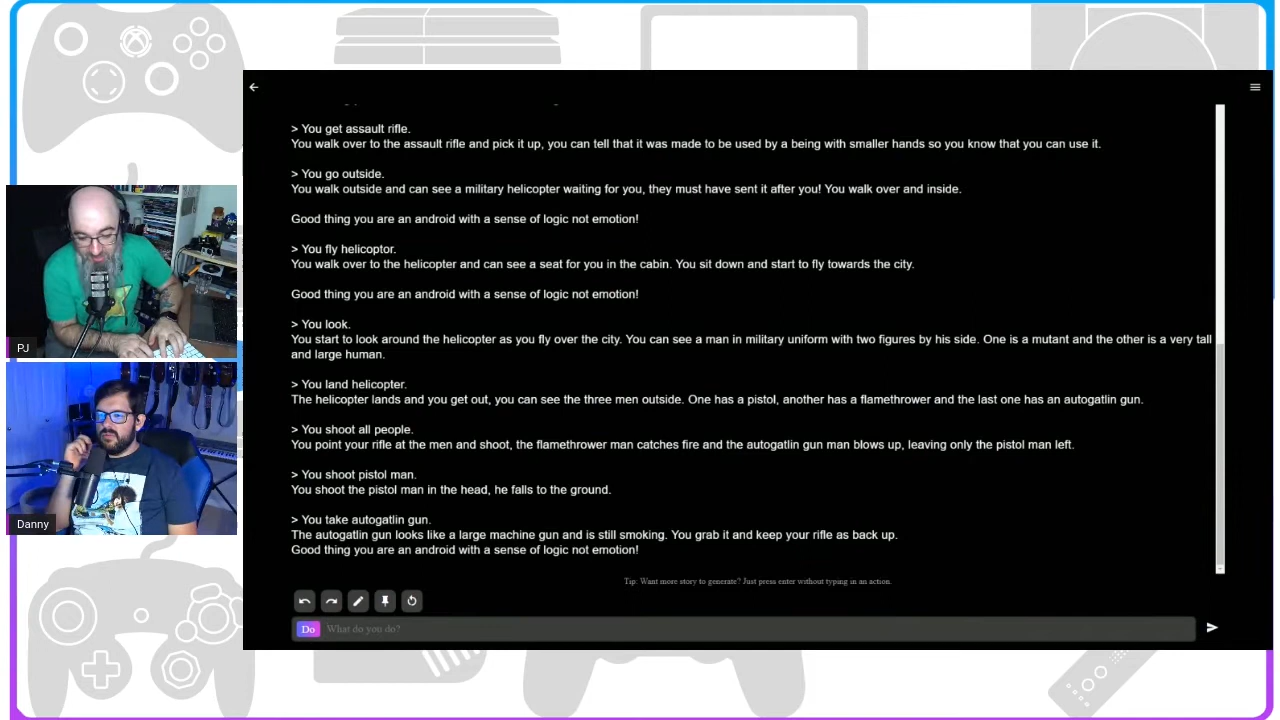 > You get assault rifle.
You walk over to the assault rifle and pick it up, you can tell that it was made to be used by a being with smaller hands so you know that you can use it.
> You go outside.
You walk outside and can see a military helicopter waiting for you, they must have sent it after you! You walk over and inside.
Good thing you are an android with a sense of logic not emotion!
> You fly helicoptor.
You walk over to the helicopter and can see a seat for you in the cabin. You sit down and start to fly towards the city.
Good thing you are an android with a sense of logic not emotion!
> You look.
You start to look around the helicopter as you fly over the city. You can see a man in military uniform with two figures by his side. One is a mutant and the other is a very tall
and large human.
> You land helicopter.
The helicopter lands and you get out, you can see the three men outside. One has a pistol, another has a flamethrower and the last one has an autogatlin gun.
> You shoot all people.
You point your rifle at the men and shoot, the flamethrower man catches fire and the autogatlin gun man blows up, leaving only the pistol man left.
> You shoot pistol man.
You shoot the pistol man in the head, he falls to the ground.
> You take autogatlin gun.
The autogatlin gun looks like a large machine gun and is still smoking. You grab it and keep your rifle as back up.
Good thing you are an android with a sense of logic not emotion!
Tip: Want more story to generate? Just press enter without typing in an action.
Do What do you do?
PJ
Danny